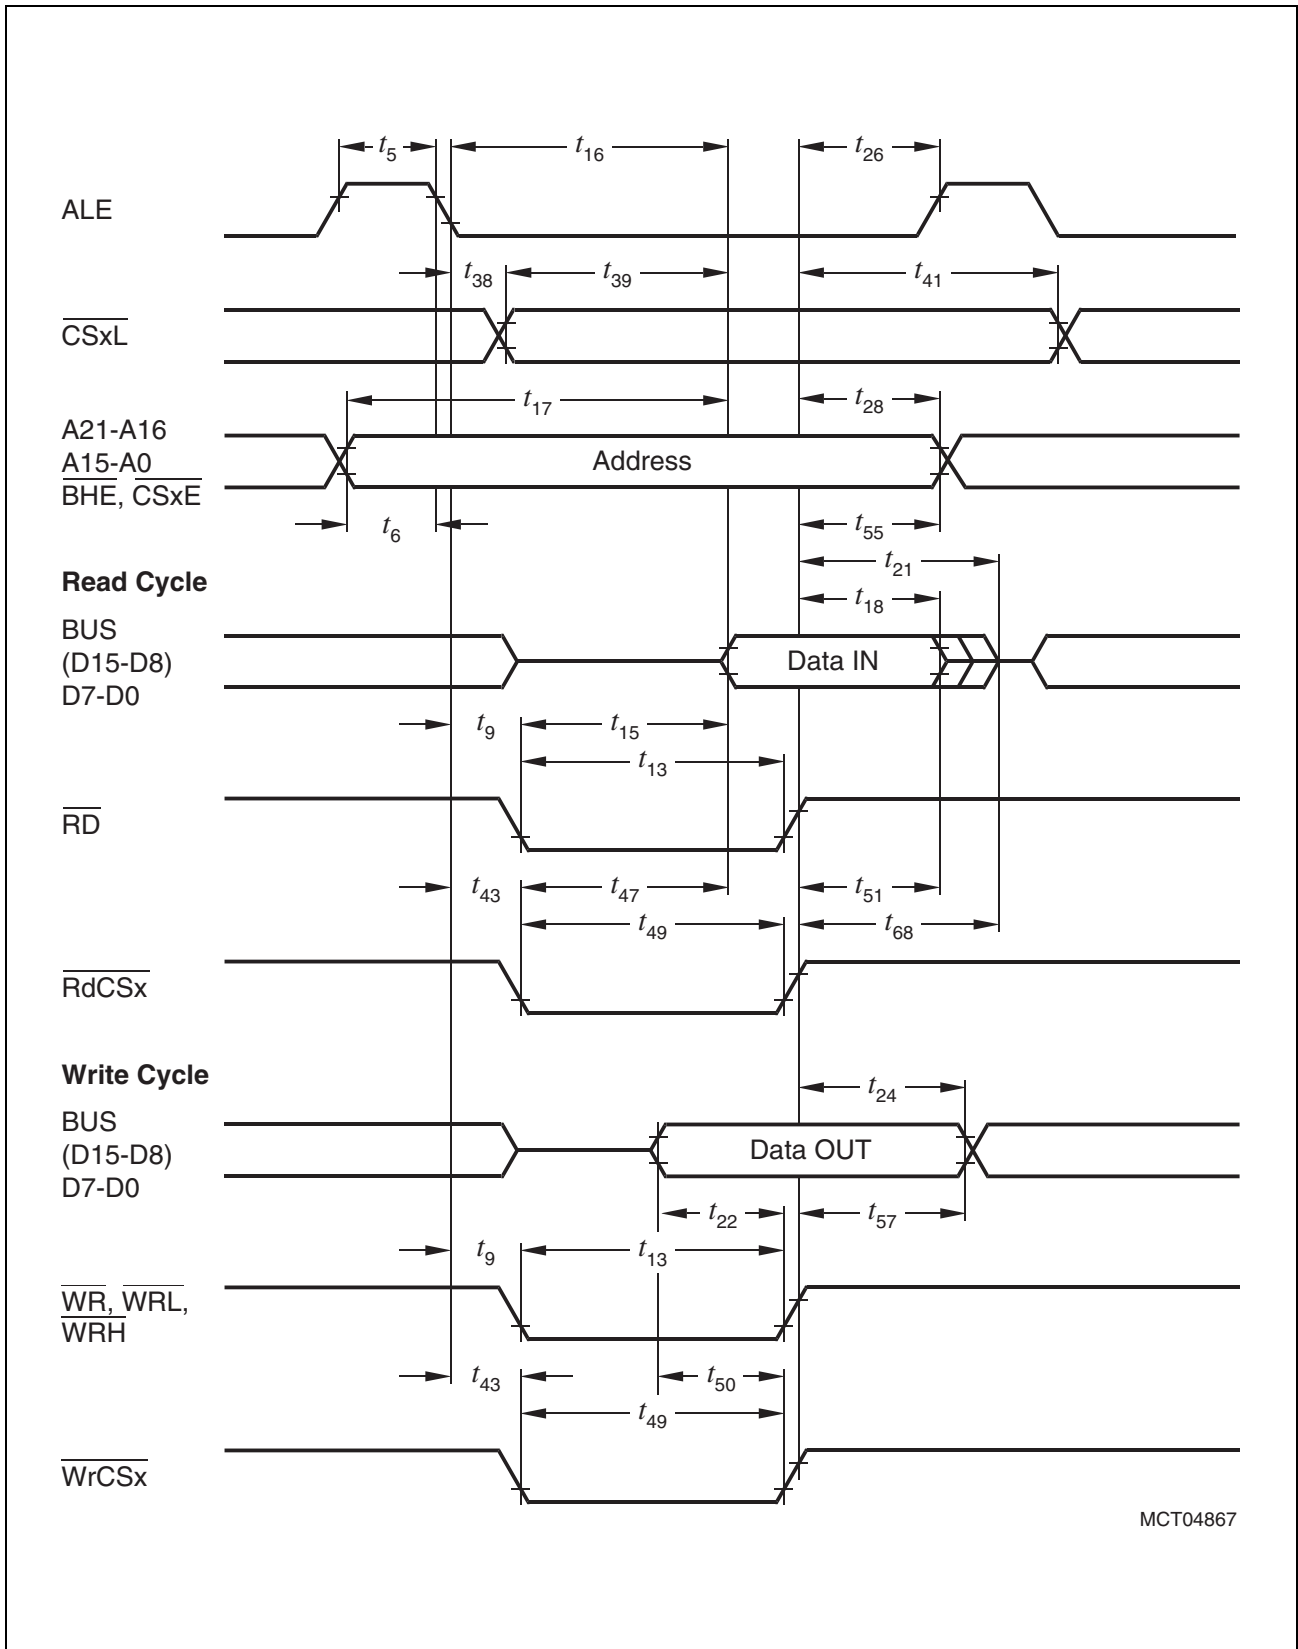 t5 t16 t26
ALE
t38 t39 t41
CSxL
t17 t28
A21-A16
A15-A0
BHE, CSxE
Address
t6 t55
t21
Read Cycle
t18
BUS
(D15-D8)
D7-D0
Data IN
t9 t15
t13
RD
t43 t47 t51
t49 t68
RdCSx
Write Cycle
t24
BUS
(D15-D8)
D7-D0
Data OUT
t22 t57
t9 t13
WR, WRL,
WRH
t43 t50
t49
WrCSx
MCT04867